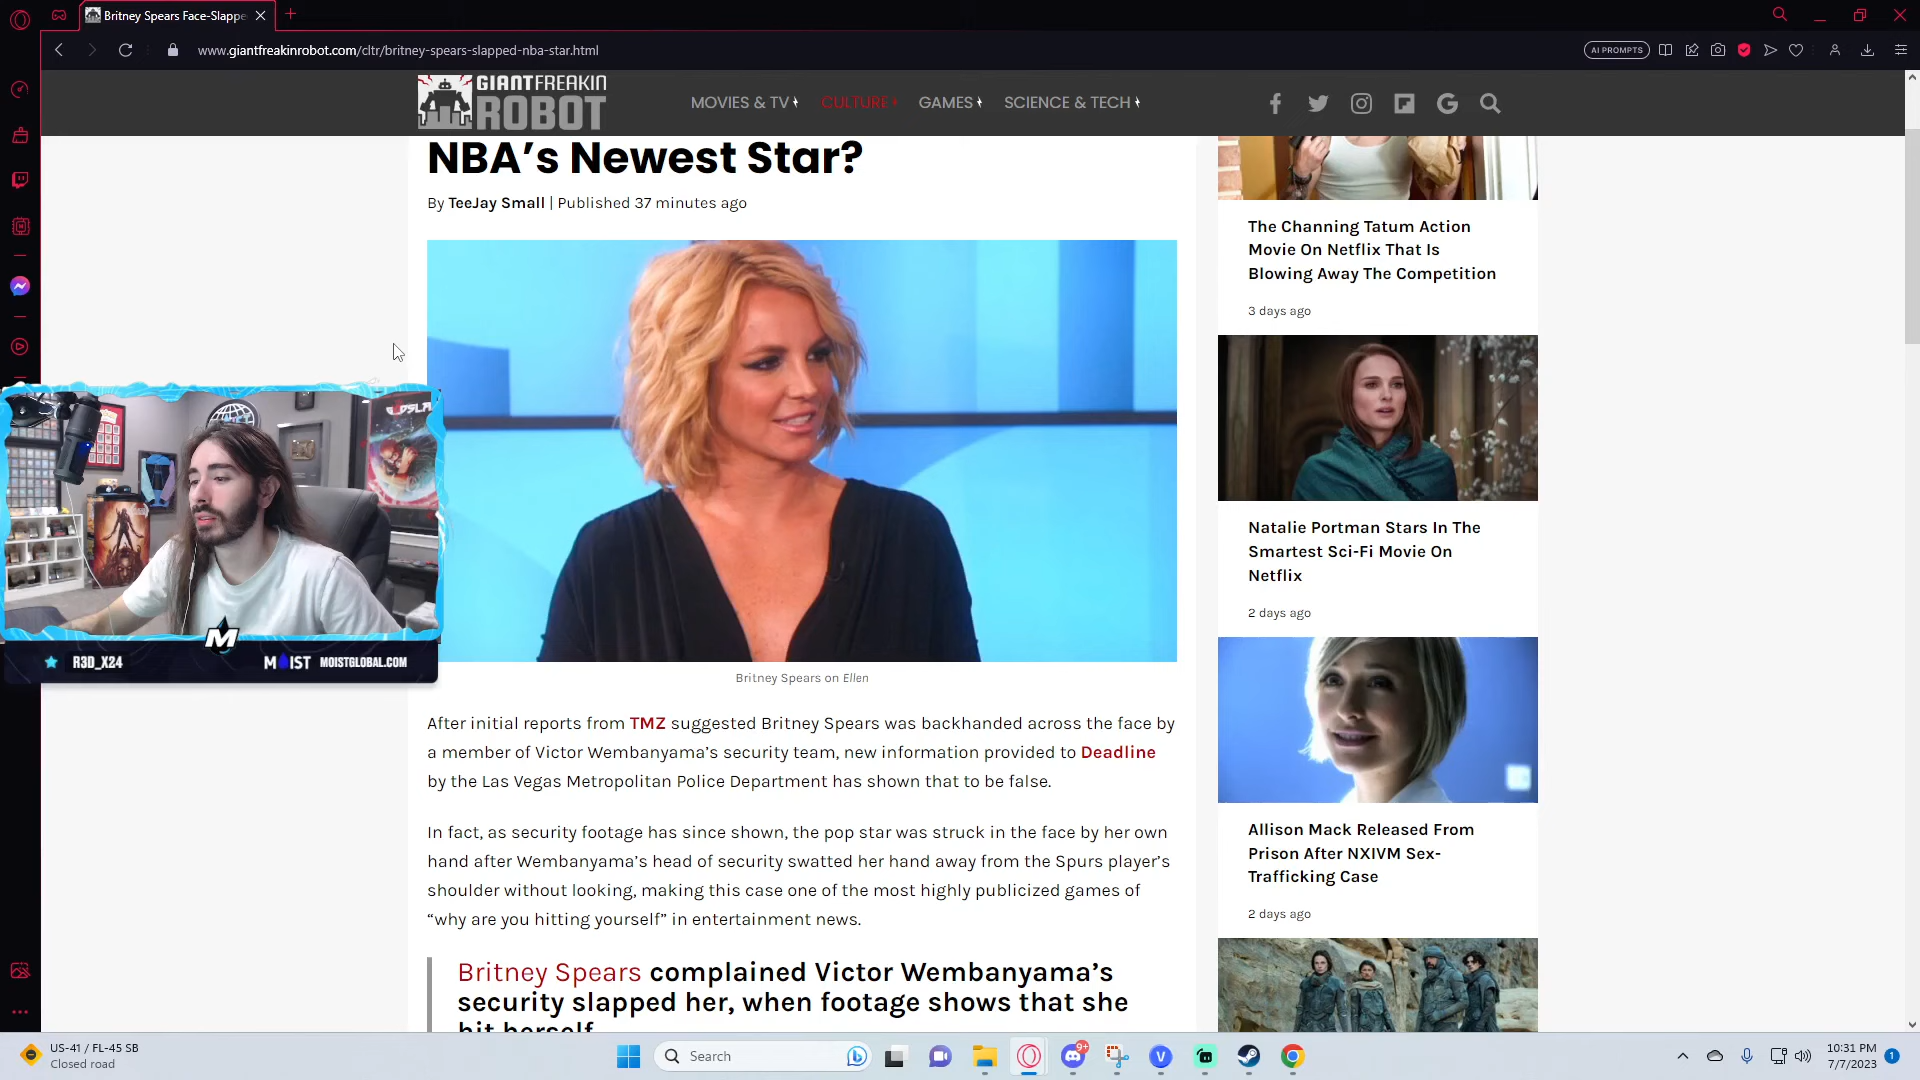 Britney Spears Face-Slappe
www.giantfreakinrobot.com/cltr/britney-spears-slapped-nba-star.html
AI PROMPTS
GIANT FREAKIN
ROBOT
MOVIES & TV
CULTURE
GAMES
SCIENCE & TECH
NBA’s Newest Star?
By TeeJay Small | Published 37 minutes ago
Britney Spears on Ellen
After initial reports from TMZ suggested Britney Spears was backhanded across the face by
a member of Victor Wembanyama’s security team, new information provided to Deadline
by the Las Vegas Metropolitan Police Department has shown that to be false.
In fact, as security footage has since shown, the pop star was struck in the face by her own
hand after Wembanyama’s head of security swatted her hand away from the Spurs player’s
shoulder without looking, making this case one of the most highly publicized games of
“why are you hitting yourself” in entertainment news.
Britney Spears complained Victor Wembanyama’s
security slapped her, when footage shows that she
hit herself
The Channing Tatum Action
Movie On Netflix That Is
Blowing Away The Competition
3 days ago
Natalie Portman Stars In The
Smartest Sci-Fi Movie On
Netflix
2 days ago
Allison Mack Released From
Prison After NXIVM Sex-
Trafficking Case
2 days ago
M
R3D_X24
MOIST
MOISTGLOBAL.COM
US-41 / FL-45 SB
Closed road
Search
9+
V
10:31 PM
7/7/2023
1